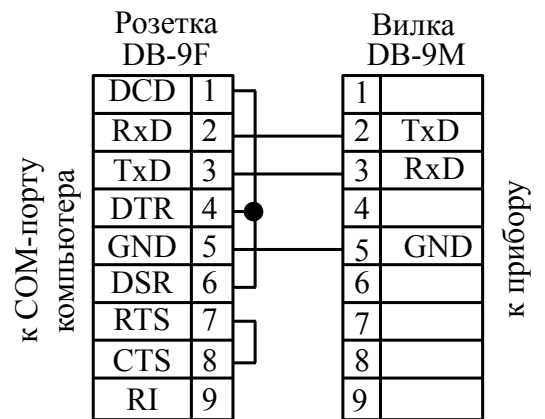 Розетка
DB-9F
Вилка
DB-9M
к COM-порту
компьютера
DCD 1
RxD 2
TxD 3
DTR 4
GND 5
DSR 6
RTS 7
CTS 8
RI 9
1
2 TxD
3 RxD
4
5 GND
6
7
8
9
к прибору